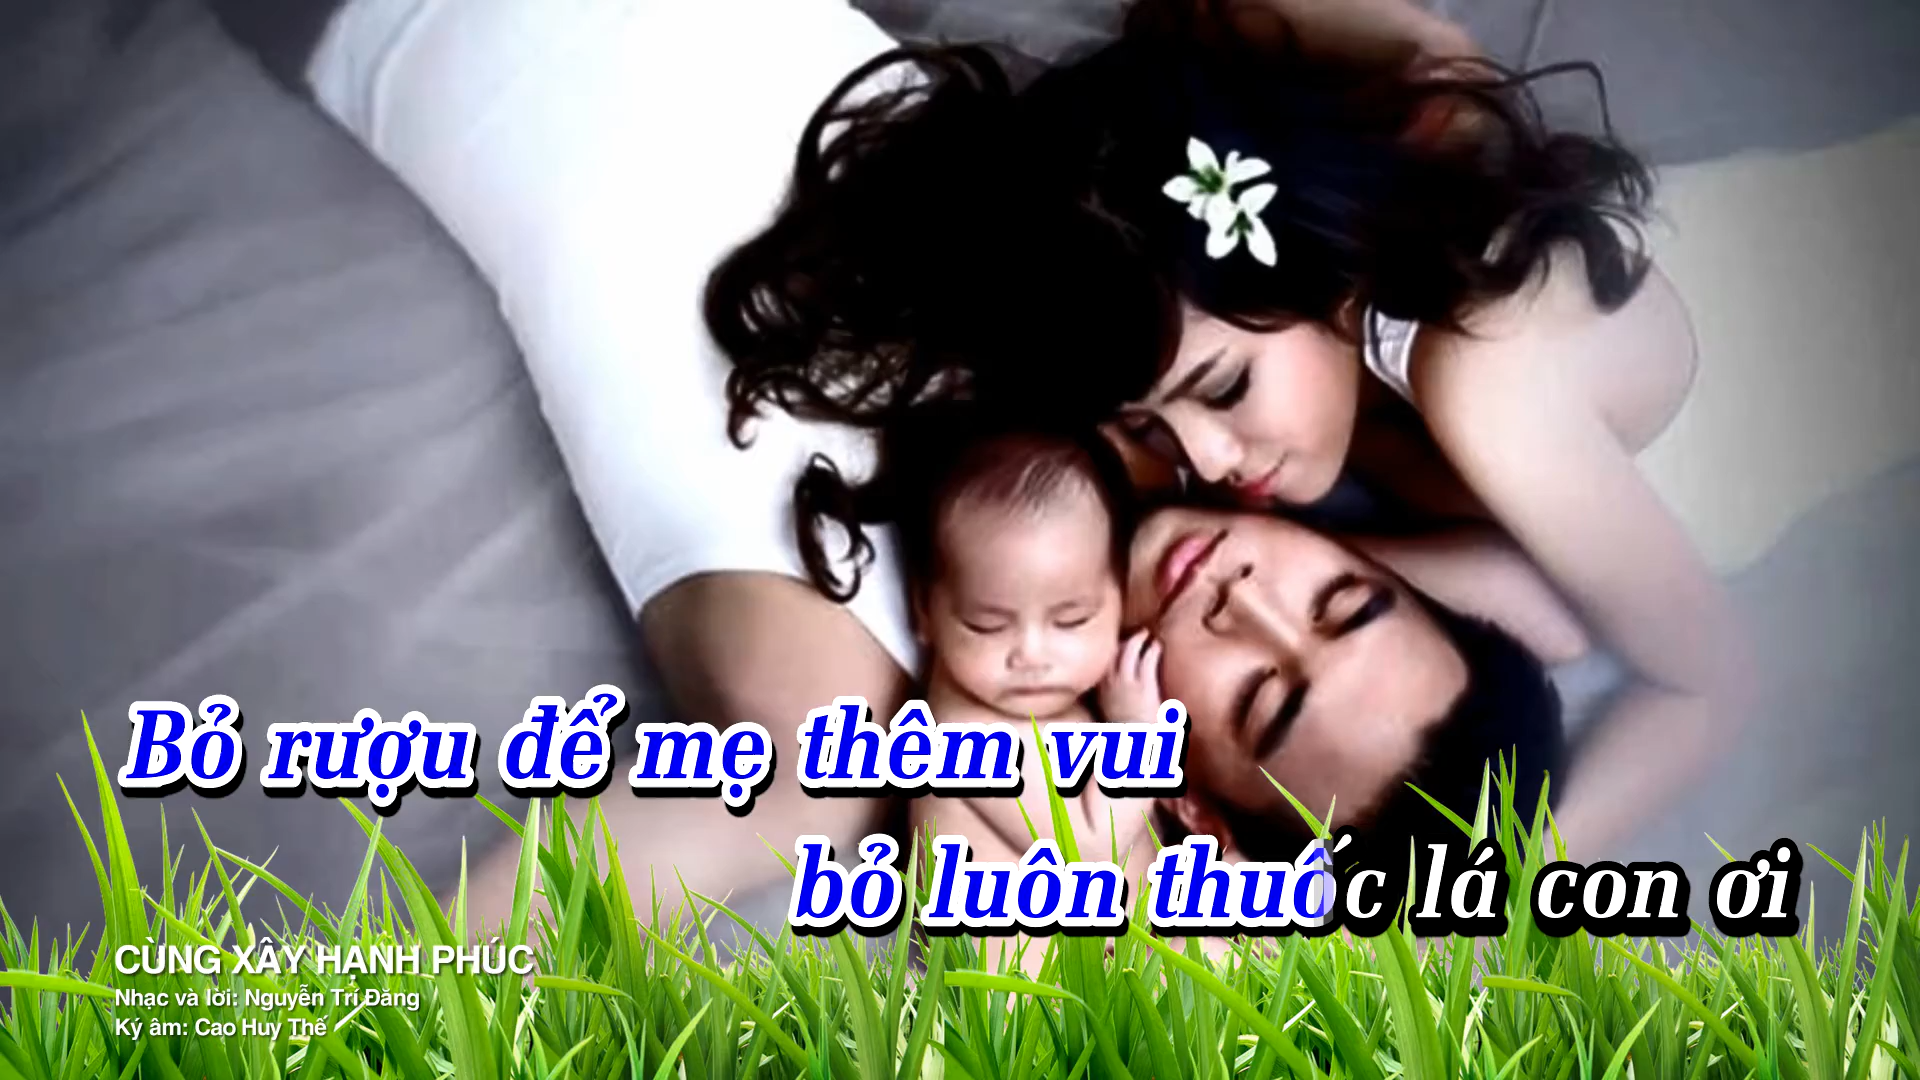 Bỏ rượu để mẹ thêm vui
bỏ luôn thuốc lá con ơi
CÙNG XÂY HẠNH PHÚC
Nhạc và lời: Nguyễn Trí Đăng
Ký âm: Cao Huy Thế